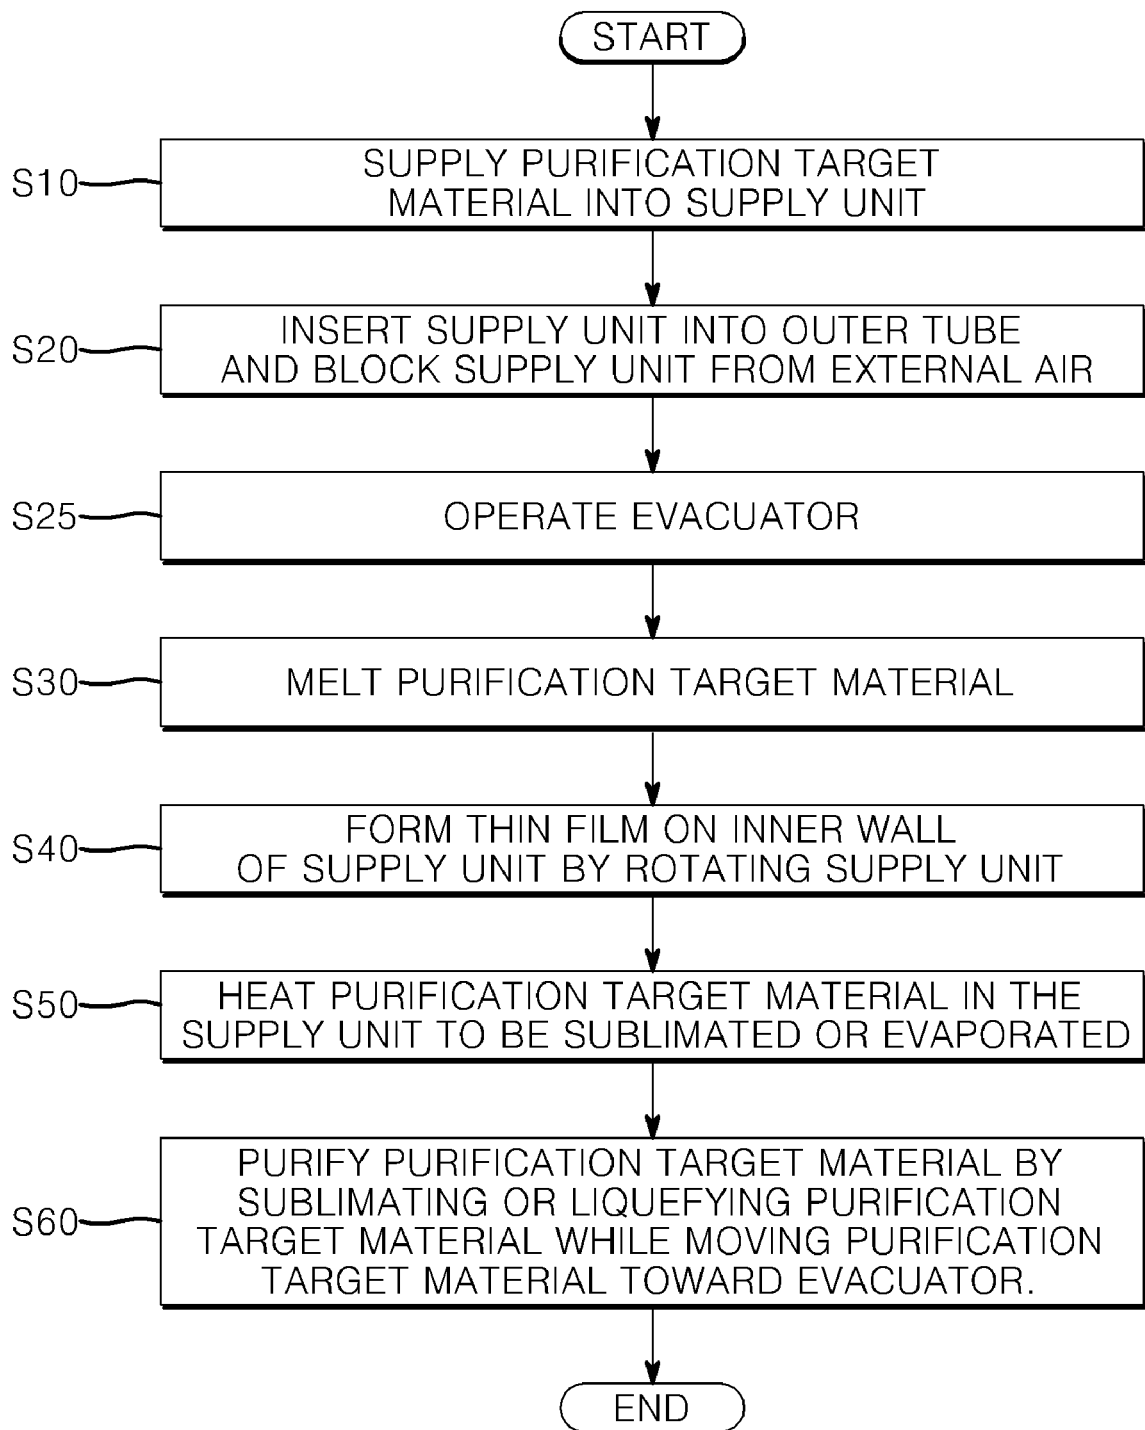 START
S10
SUPPLY PURIFICATION TARGET
MATERIAL INTO SUPPLY UNIT
S20
INSERT SUPPLY UNIT INTO OUTER TUBE
AND BLOCK SUPPLY UNIT FROM EXTERNAL AIR
S25
OPERATE EVACUATOR
S30
MELT PURIFICATION TARGET MATERIAL
S40
FORM THIN FILM ON INNER WALL
OF SUPPLY UNIT BY ROTATING SUPPLY UNIT
S50
HEAT PURIFICATION TARGET MATERIAL IN THE
SUPPLY UNIT TO BE SUBLIMATED OR EVAPORATED
S60
PURIFY PURIFICATION TARGET MATERIAL BY
SUBLIMATING OR LIQUEFYING PURIFICATION
TARGET MATERIAL WHILE MOVING PURIFICATION
TARGET MATERIAL TOWARD EVACUATOR.
END